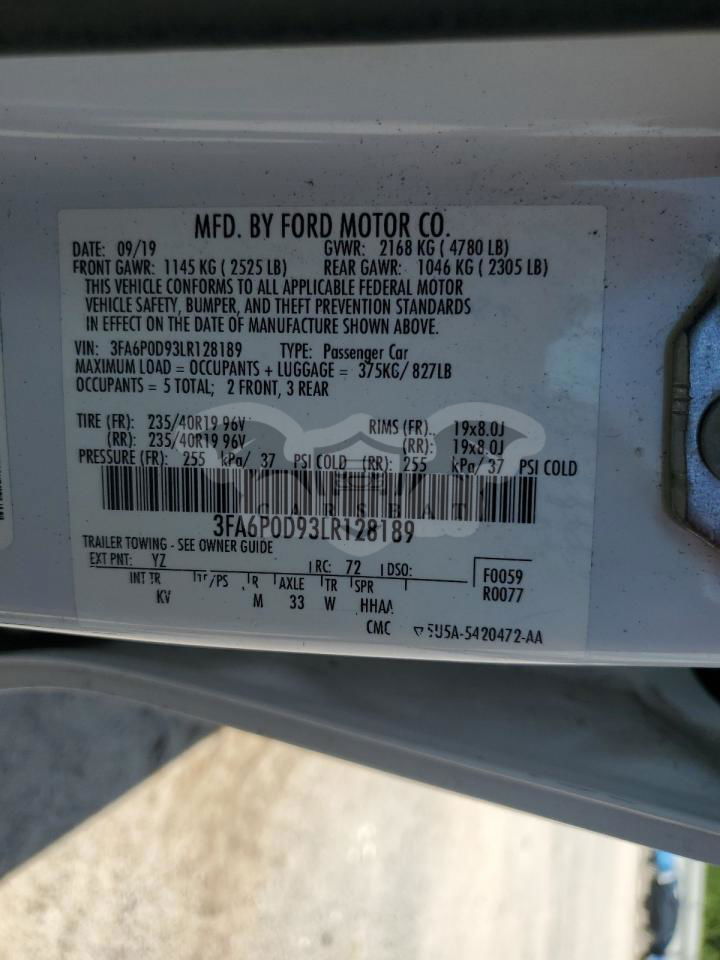 MFD. BY FORD MOTOR CO.
DATE: 09/19 GVWR: 2168 KG ( 4780 LB)
FRONT GAWR: 1145 KG ( 2525 LB) REAR GAWR: 1046 KG ( 2305 LB)
THIS VEHICLE CONFORMS TO ALL APPLICABLE FEDERAL MOTOR
VEHICLE SAFETY, BUMPER, AND THEFT PREVENTION STANDARDS
IN EFFECT ON THE DATE OF MANUFACTURE SHOWN ABOVE.
VIN: 3FA6P0D93LR128189 TYPE: Passenger Car
MAXIMUM LOAD = OCCUPANTS + LUGGAGE = 375KG/ 827LB
OCCUPANTS = 5 TOTAL; 2 FRONT, 3 REAR
TIRE (FR): 235/40R19 96V RIMS (FR).. 19x8.0J
(RR): 235/40R19 96V (RR): 19x8.0J
PRESSURE (FR): 255 kPa/ 37 PSI COLD (RR): 255 kPa/ 37 PSI COLD
CARSBAT
3FA6P0D93LR128189
TRAILER TOWING - SEE OWNER GUIDE
EXT PNT: YZ RC: 72 DSO: F0059
INT TR TP/PS R AXLE TR SPR R0077
KV M 33 W HHAA
CMC 5U5A-5420472-AA